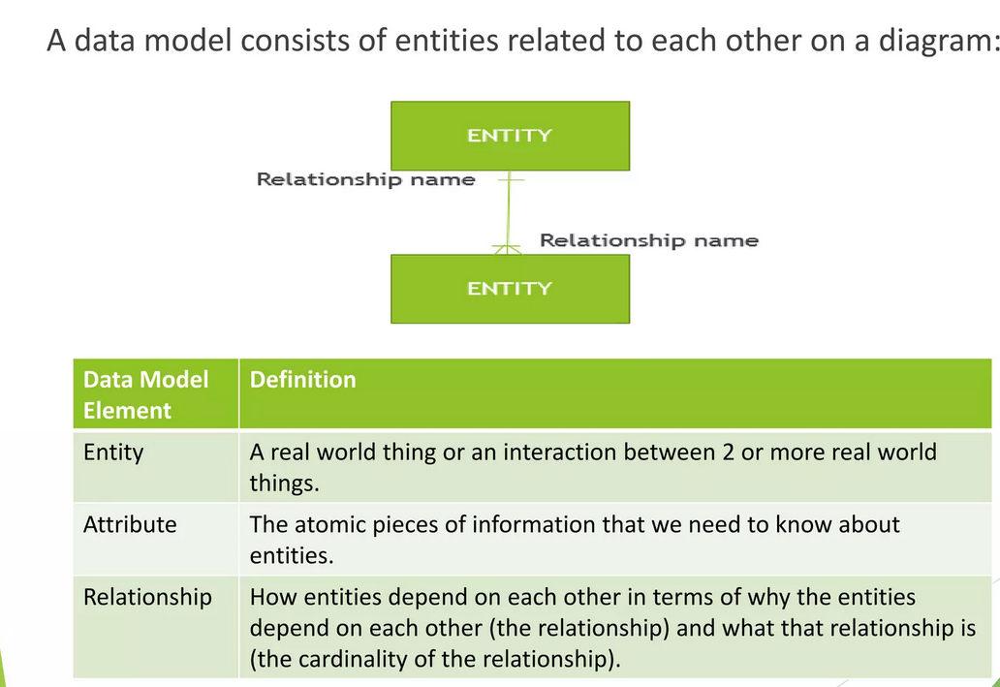 A data model consists of entities related to each other on a diagram:
ENTITY
Relationship name
Relationship name
ENTITY
Data Model Definition
Element
Entity A real world thing or an interaction between 2 or more real world
things.
Attribute The atomic pieces of information that we need to know about
entities.
Relationship How entities depend on each other in terms of why the entities
depend on each other (the relationship) and what that relationship is
(the cardinality of the relationship).